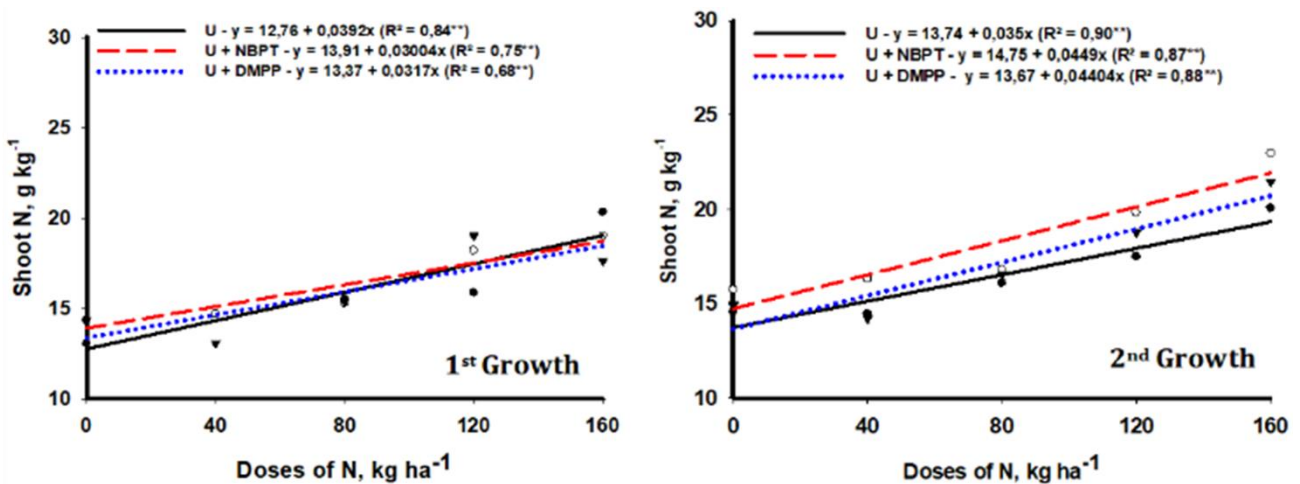 U - y = 12,76 + 0,0392x (R² = 0,84**)
U + NBPT - y = 13,91 + 0,03004x (R² = 0,75**)
U + DMPP - y = 13,37 + 0,0317x (R² = 0,68**)
30
25
20
15
10
Shoot N, g kg⁻¹
1st Growth
0 40 80 120 160
Doses of N, kg ha⁻¹
U - y = 13,74 + 0,035x (R² = 0,90**)
U + NBPT - y = 14,75 + 0,0449x (R² = 0,87**)
U + DMPP - y = 13,67 + 0,04404x (R² = 0,88**)
30
25
20
15
10
Shoot N, g kg⁻¹
2nd Growth
0 40 80 120 160
Doses of N, kg ha⁻¹